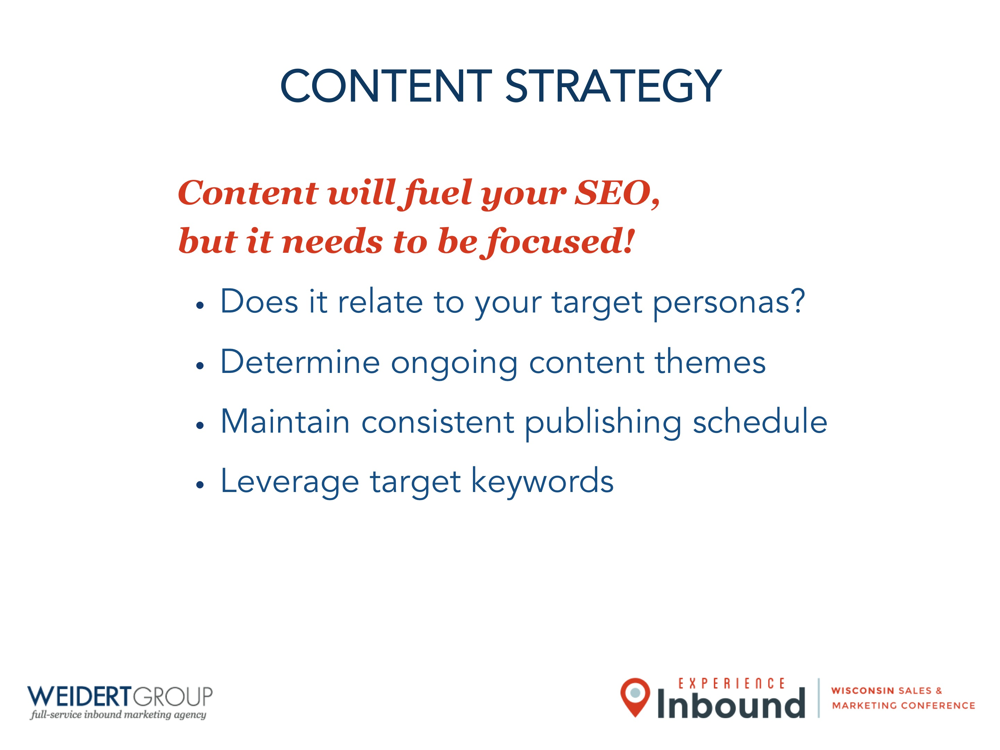 CONTENT STRATEGY
Content will fuel your SEO,
but it needs to be focused!
• Does it relate to your target personas?
• Determine ongoing content themes
• Maintain consistent publishing schedule
• Leverage target keywords
WEIDERTGROUP
full-service inbound marketing agency
EXPERIENCE
Inbound
WISCONSIN SALES &
MARKETING CONFERENCE